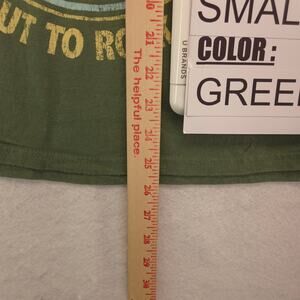 SMAL
COLOR:
GREE
U BRANDS
UT TO RO
The helpful place.
21
22
23
24
25
26
27
28
29